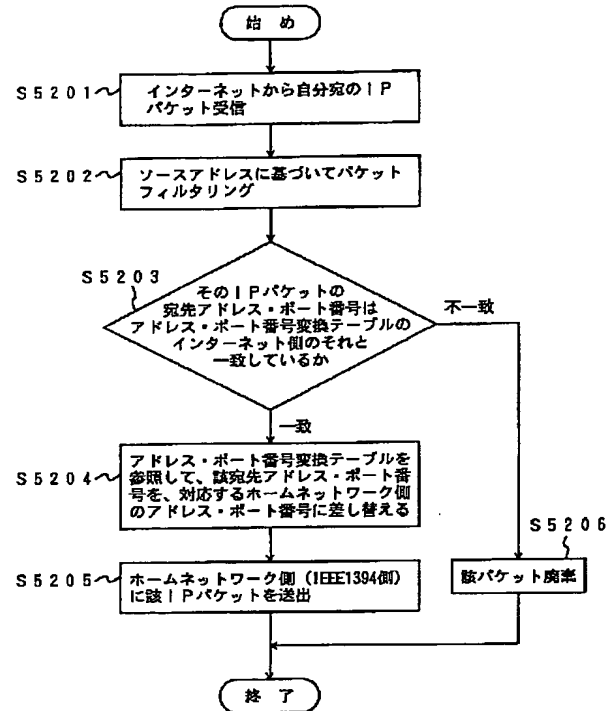 始め
S5201
インターネットから自分宛のIP
パケット受信
S5202
ソースアドレスに基づいてパケット
フィルタリング
S5203
そのIPパケットの
宛先アドレス・ポート番号は
アドレス・ポート番号変換テーブルの
インターネット側のそれと
一致しているか
不一致
一致
S5204
アドレス・ポート番号変換テーブルを
参照して、該宛先アドレス・ポート番
号を、対応するホームネットワーク側
のアドレス・ポート番号に差し替える
S5206
該パケット廃棄
S5205
ホームネットワーク側(IEEE1394側)
に該IPパケットを送出
終了